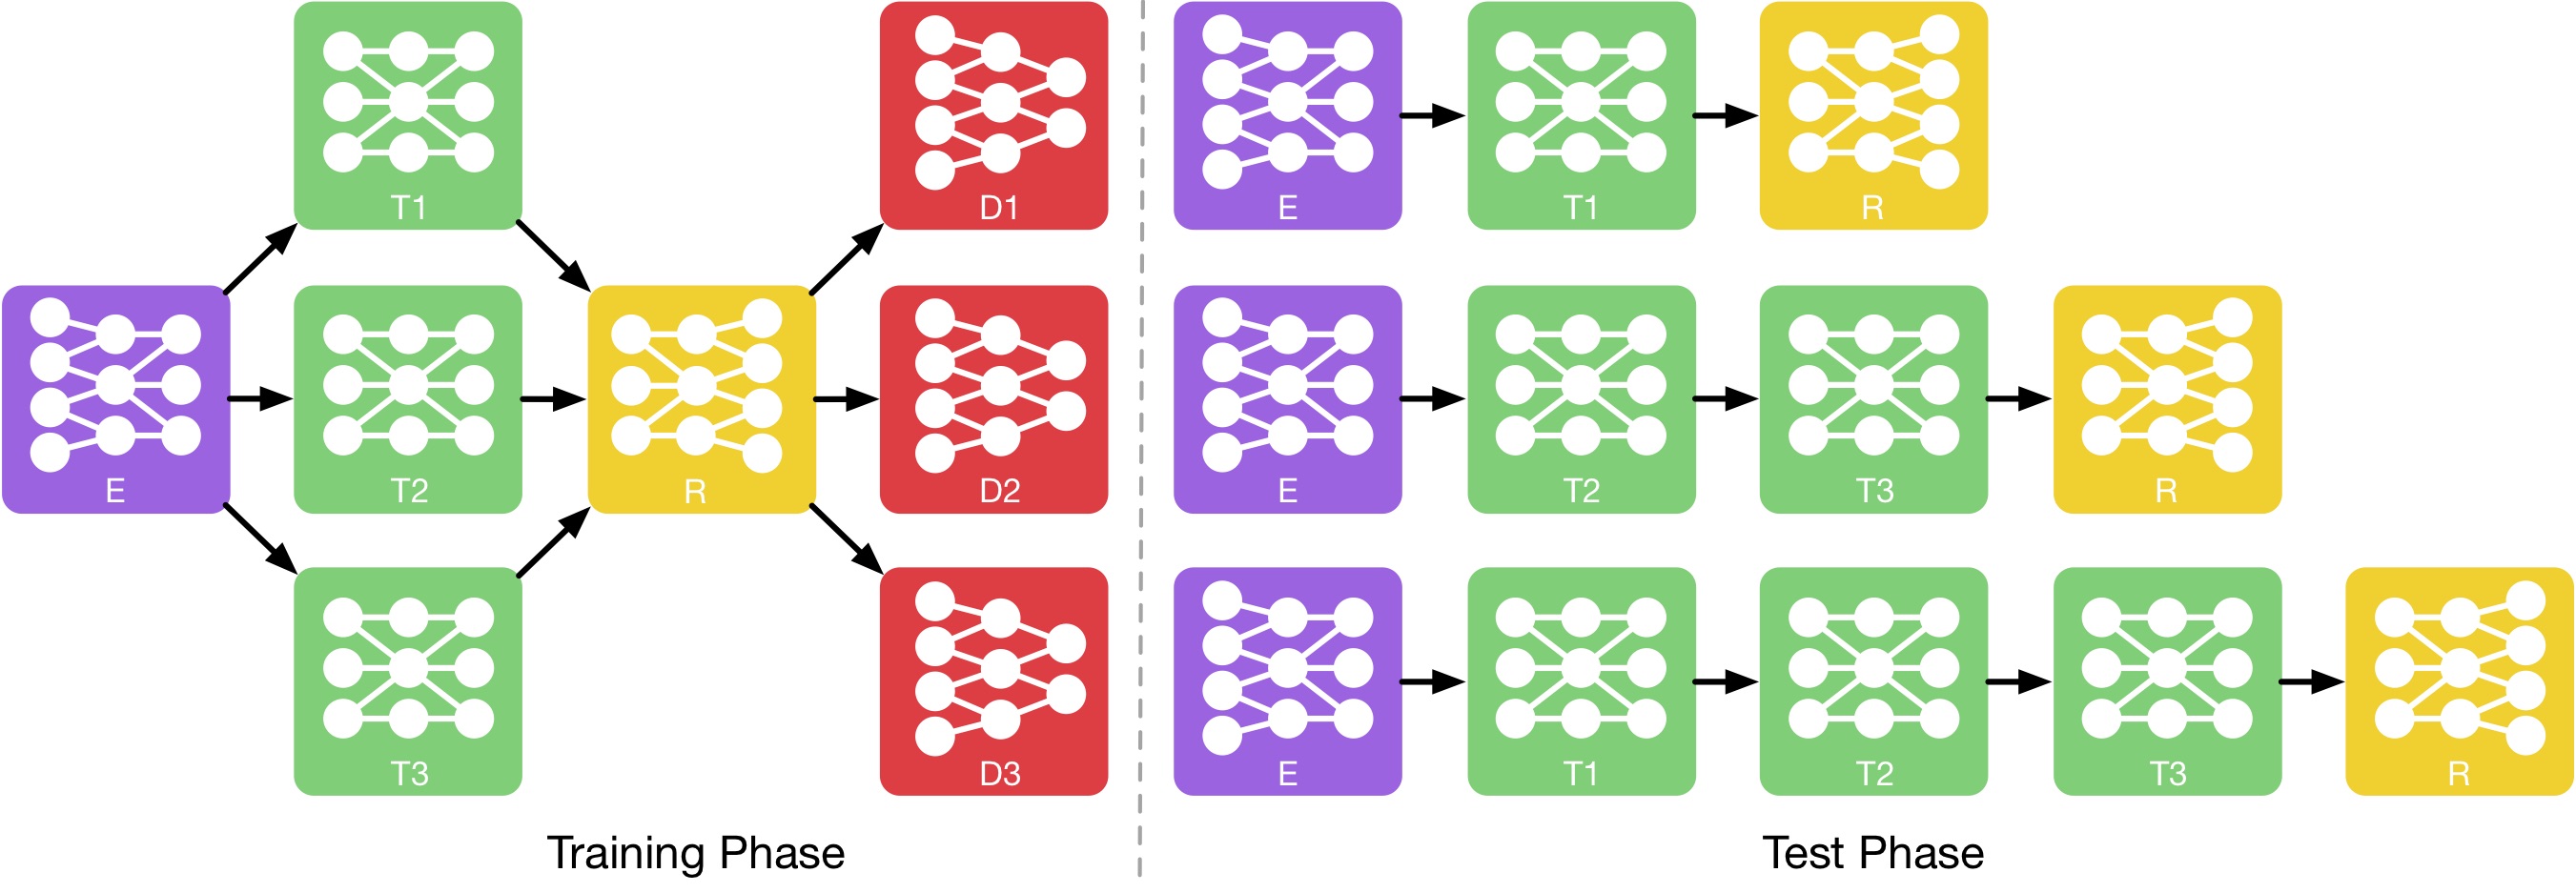 T1
D1
E
T1
R
E
T2
R
D2
E
T2
T3
R
T3
D3
E
T1
T2
T3
R
Training Phase
Test Phase